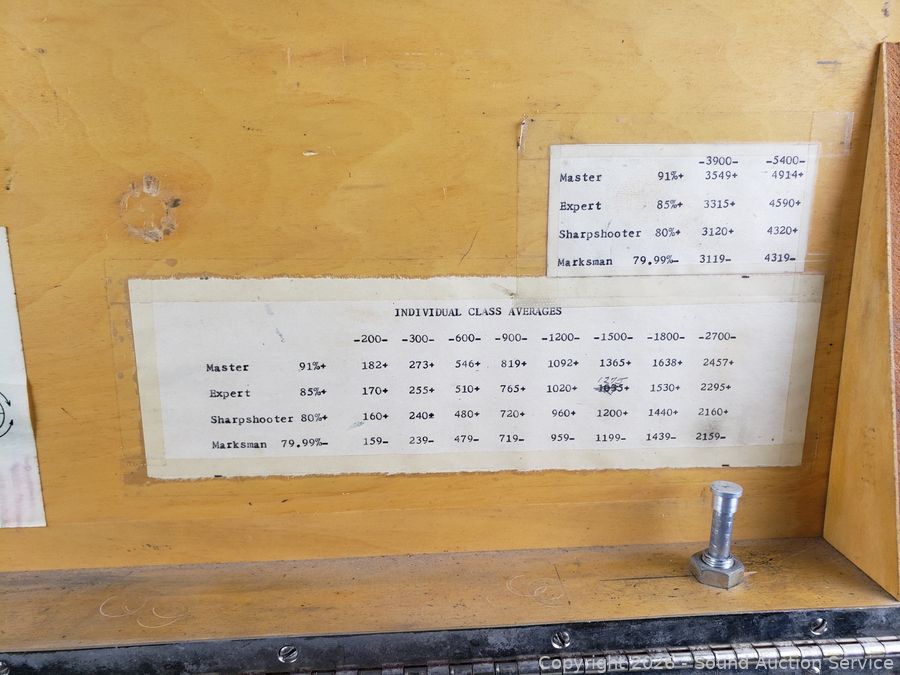 -3900- -5400-
Master 91%+ 3549+ 4914+
Expert 85%+ 3315+ 4590+
Sharpshooter 80%+ 3120+ 4320+
Marksman 79.99%- 3119- 4319-
INDIVIDUAL CLASS AVERAGES
-200- -300- -600- -900- -1200- -1500- -1800- -2700-
Master 91%+ 182+ 273+ 546+ 819+ 1092+ 1365+ 1638+ 2457+
Expert 85%+ 170+ 255+ 510+ 765+ 1020+ 1275 1530+ 2295+
Sharpshooter 80%+ 160+ 240+ 480+ 720+ 960+ 1200+ 1440+ 2160+
Marksman 79.99%- 159- 239- 479- 719- 959- 1199- 1439- 2159-
Copyright 2026 - Sound Auction Service